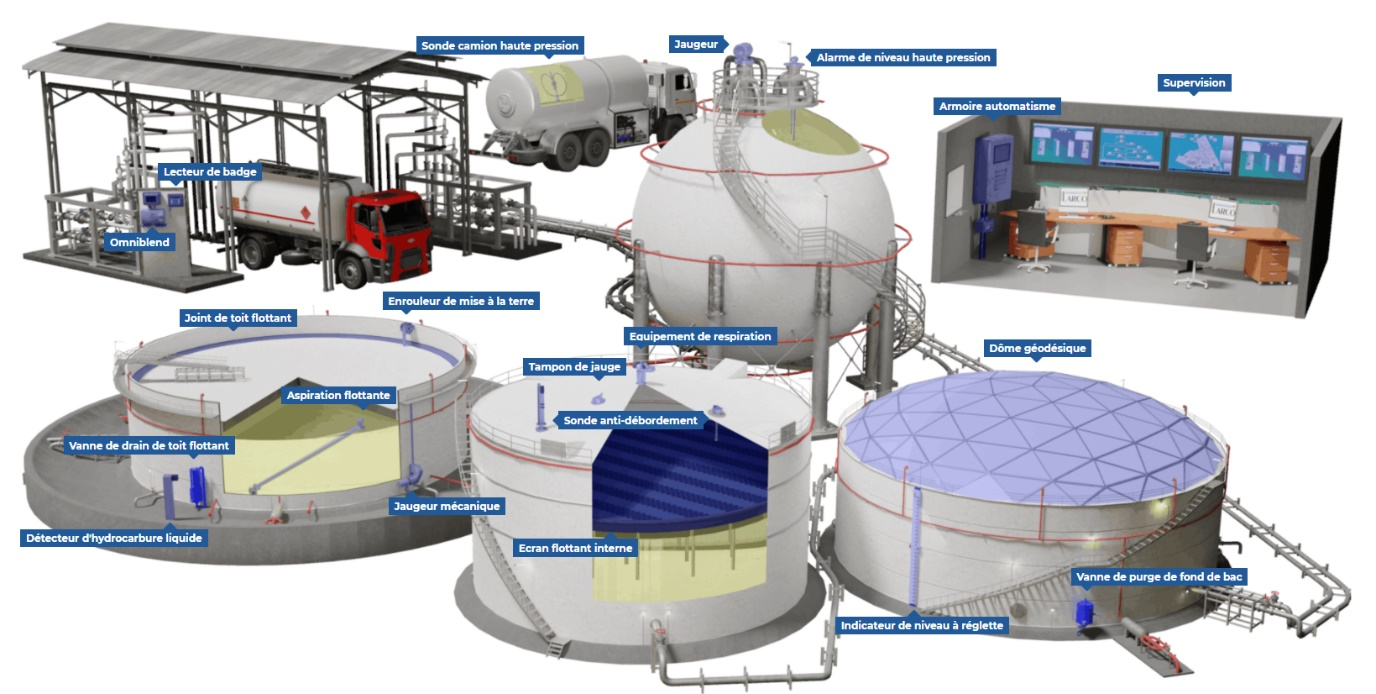 Sonde camion haute pression
Jaugeur
Alarme de niveau haute pression
Supervision
Armoire automatisme
Lecteur de badge
Omniblend
Enrouleur de mise à la terre
Joint de toit flottant
Equipement de respiration
Dôme géodésique
Tampon de jauge
Aspiration flottante
Sonde anti-débordement
Vanne de drain de toit flottant
Jaugeur mécanique
Détecteur d'hydrocarbure liquide
Ecran flottant interne
Vanne de purge de fond de bac
Indicateur de niveau à réglette